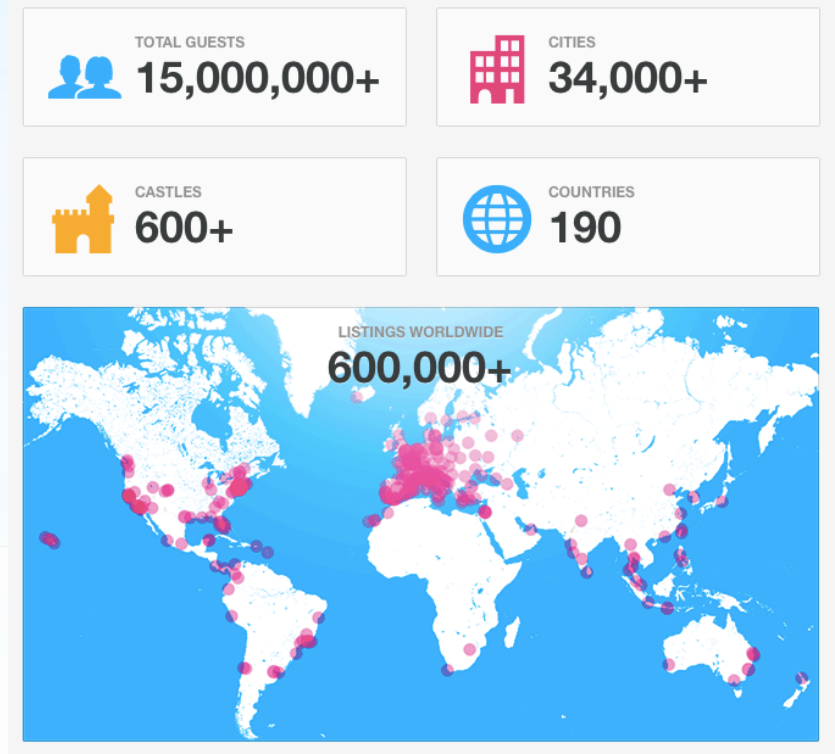 TOTAL GUESTS
15,000,000+
CITIES
34,000+
CASTLES
600+
COUNTRIES
190
LISTINGS WORLDWIDE
600,000+